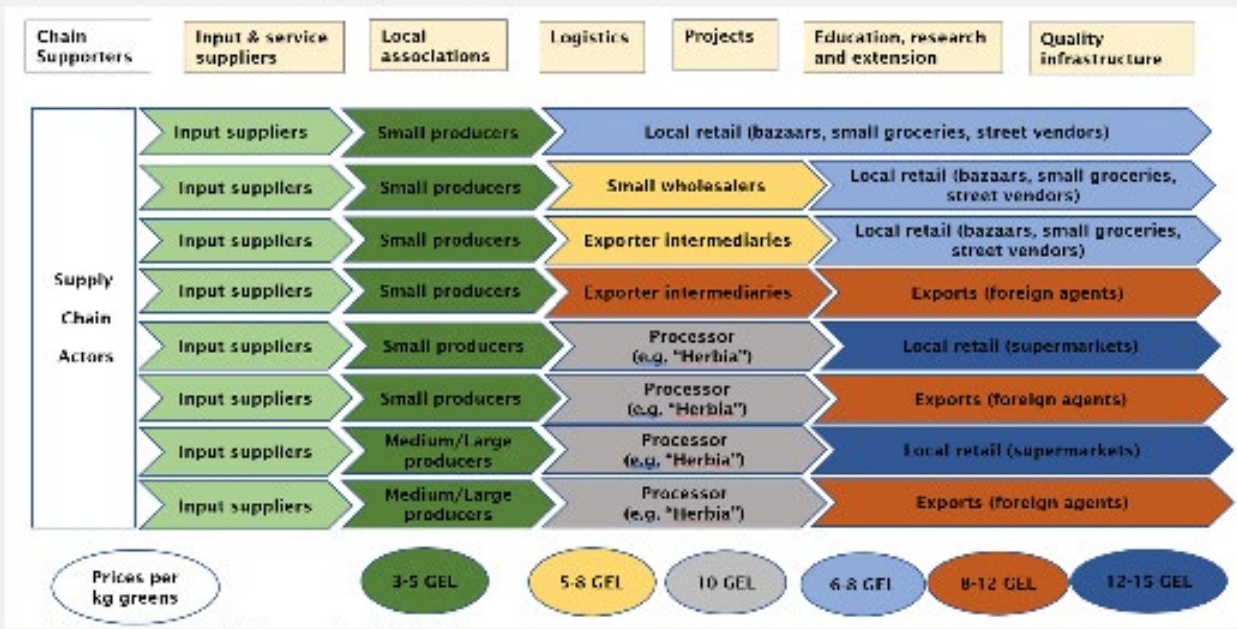 Chain
Supporters
Input & service
suppliers
Local
associations
Logistics
Projects
Education, research
and extension
Quality
infrastructure
Supply
Chain
Actors
Input suppliers
Small producers
Local retail (bazaars, small groceries, street vendors)
Input suppliers
Small producers
Small wholesalers
Local retail (bazaars, small groceries,
street vendors)
Input suppliers
Small producers
Exporter intermediaries
Local retail (bazaars, small groceries,
street vendors)
Input suppliers
Small producers
Exporter intermediaries
Exports (foreign agents)
Input suppliers
Small producers
Processor
(e.g. "Herbia")
Local retail (supermarkets)
Input suppliers
Small producers
Processor
(e.g. "Herbia")
Exports (foreign agents)
Input suppliers
Medium/Large
producers
Processor
(e.g. "Herbia")
Local retail (supermarkets)
Input suppliers
Medium/Large
producers
Processor
(e.g. "Herbia")
Exports (foreign agents)
Prices per
kg greens
3-5 GEL
5-8 GEL
10 GEL
6-8 GEL
8-12 GEL
12-15 GEL